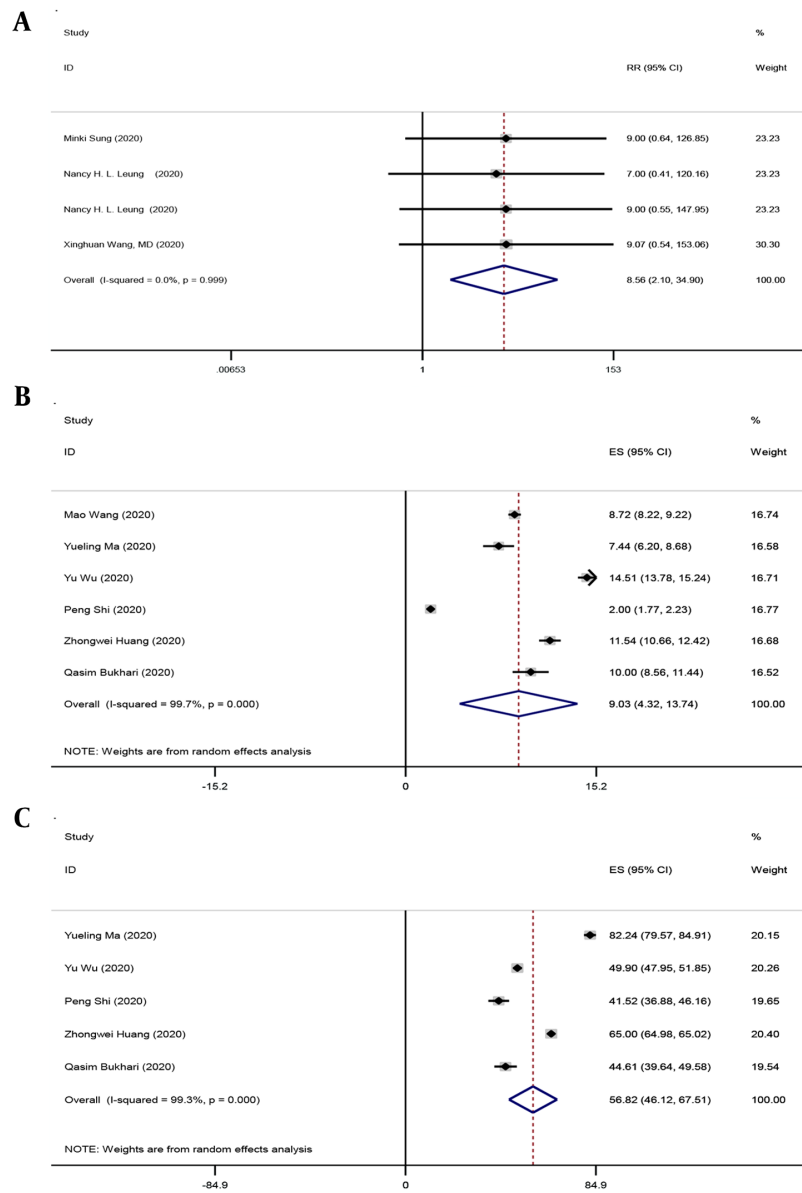 A
Study %
ID RR (95% CI) Weight
Minki Sung (2020) 9.00 (0.64, 126.85) 23.23
Nancy H. L. Leung (2020) 7.00 (0.41, 120.16) 23.23
Nancy H. L. Leung (2020) 9.00 (0.55, 147.95) 23.23
Xinghuan Wang, MD (2020) 9.07 (0.54, 153.06) 30.30
Overall (I-squared = 0.0%, p = 0.999) 8.56 (2.10, 34.90) 100.00
.00653 1 153
B
Study %
ID ES (95% CI) Weight
Mao Wang (2020) 8.72 (8.22, 9.22) 16.74
Yueling Ma (2020) 7.44 (6.20, 8.68) 16.58
Yu Wu (2020) 14.51 (13.78, 15.24) 16.71
Peng Shi (2020) 2.00 (1.77, 2.23) 16.77
Zhongwei Huang (2020) 11.54 (10.66, 12.42) 16.68
Qasim Bukhari (2020) 10.00 (8.56, 11.44) 16.52
Overall (I-squared = 99.7%, p = 0.000) 9.03 (4.32, 13.74) 100.00
NOTE: Weights are from random effects analysis
-15.2 0 15.2
C
Study %
ID ES (95% CI) Weight
Yueling Ma (2020) 82.24 (79.57, 84.91) 20.15
Yu Wu (2020) 49.90 (47.95, 51.85) 20.26
Peng Shi (2020) 41.52 (36.88, 46.16) 19.65
Zhongwei Huang (2020) 65.00 (64.98, 65.02) 20.40
Qasim Bukhari (2020) 44.61 (39.64, 49.58) 19.54
Overall (I-squared = 99.3%, p = 0.000) 56.82 (46.12, 67.51) 100.00
NOTE: Weights are from random effects analysis
-84.9 0 84.9